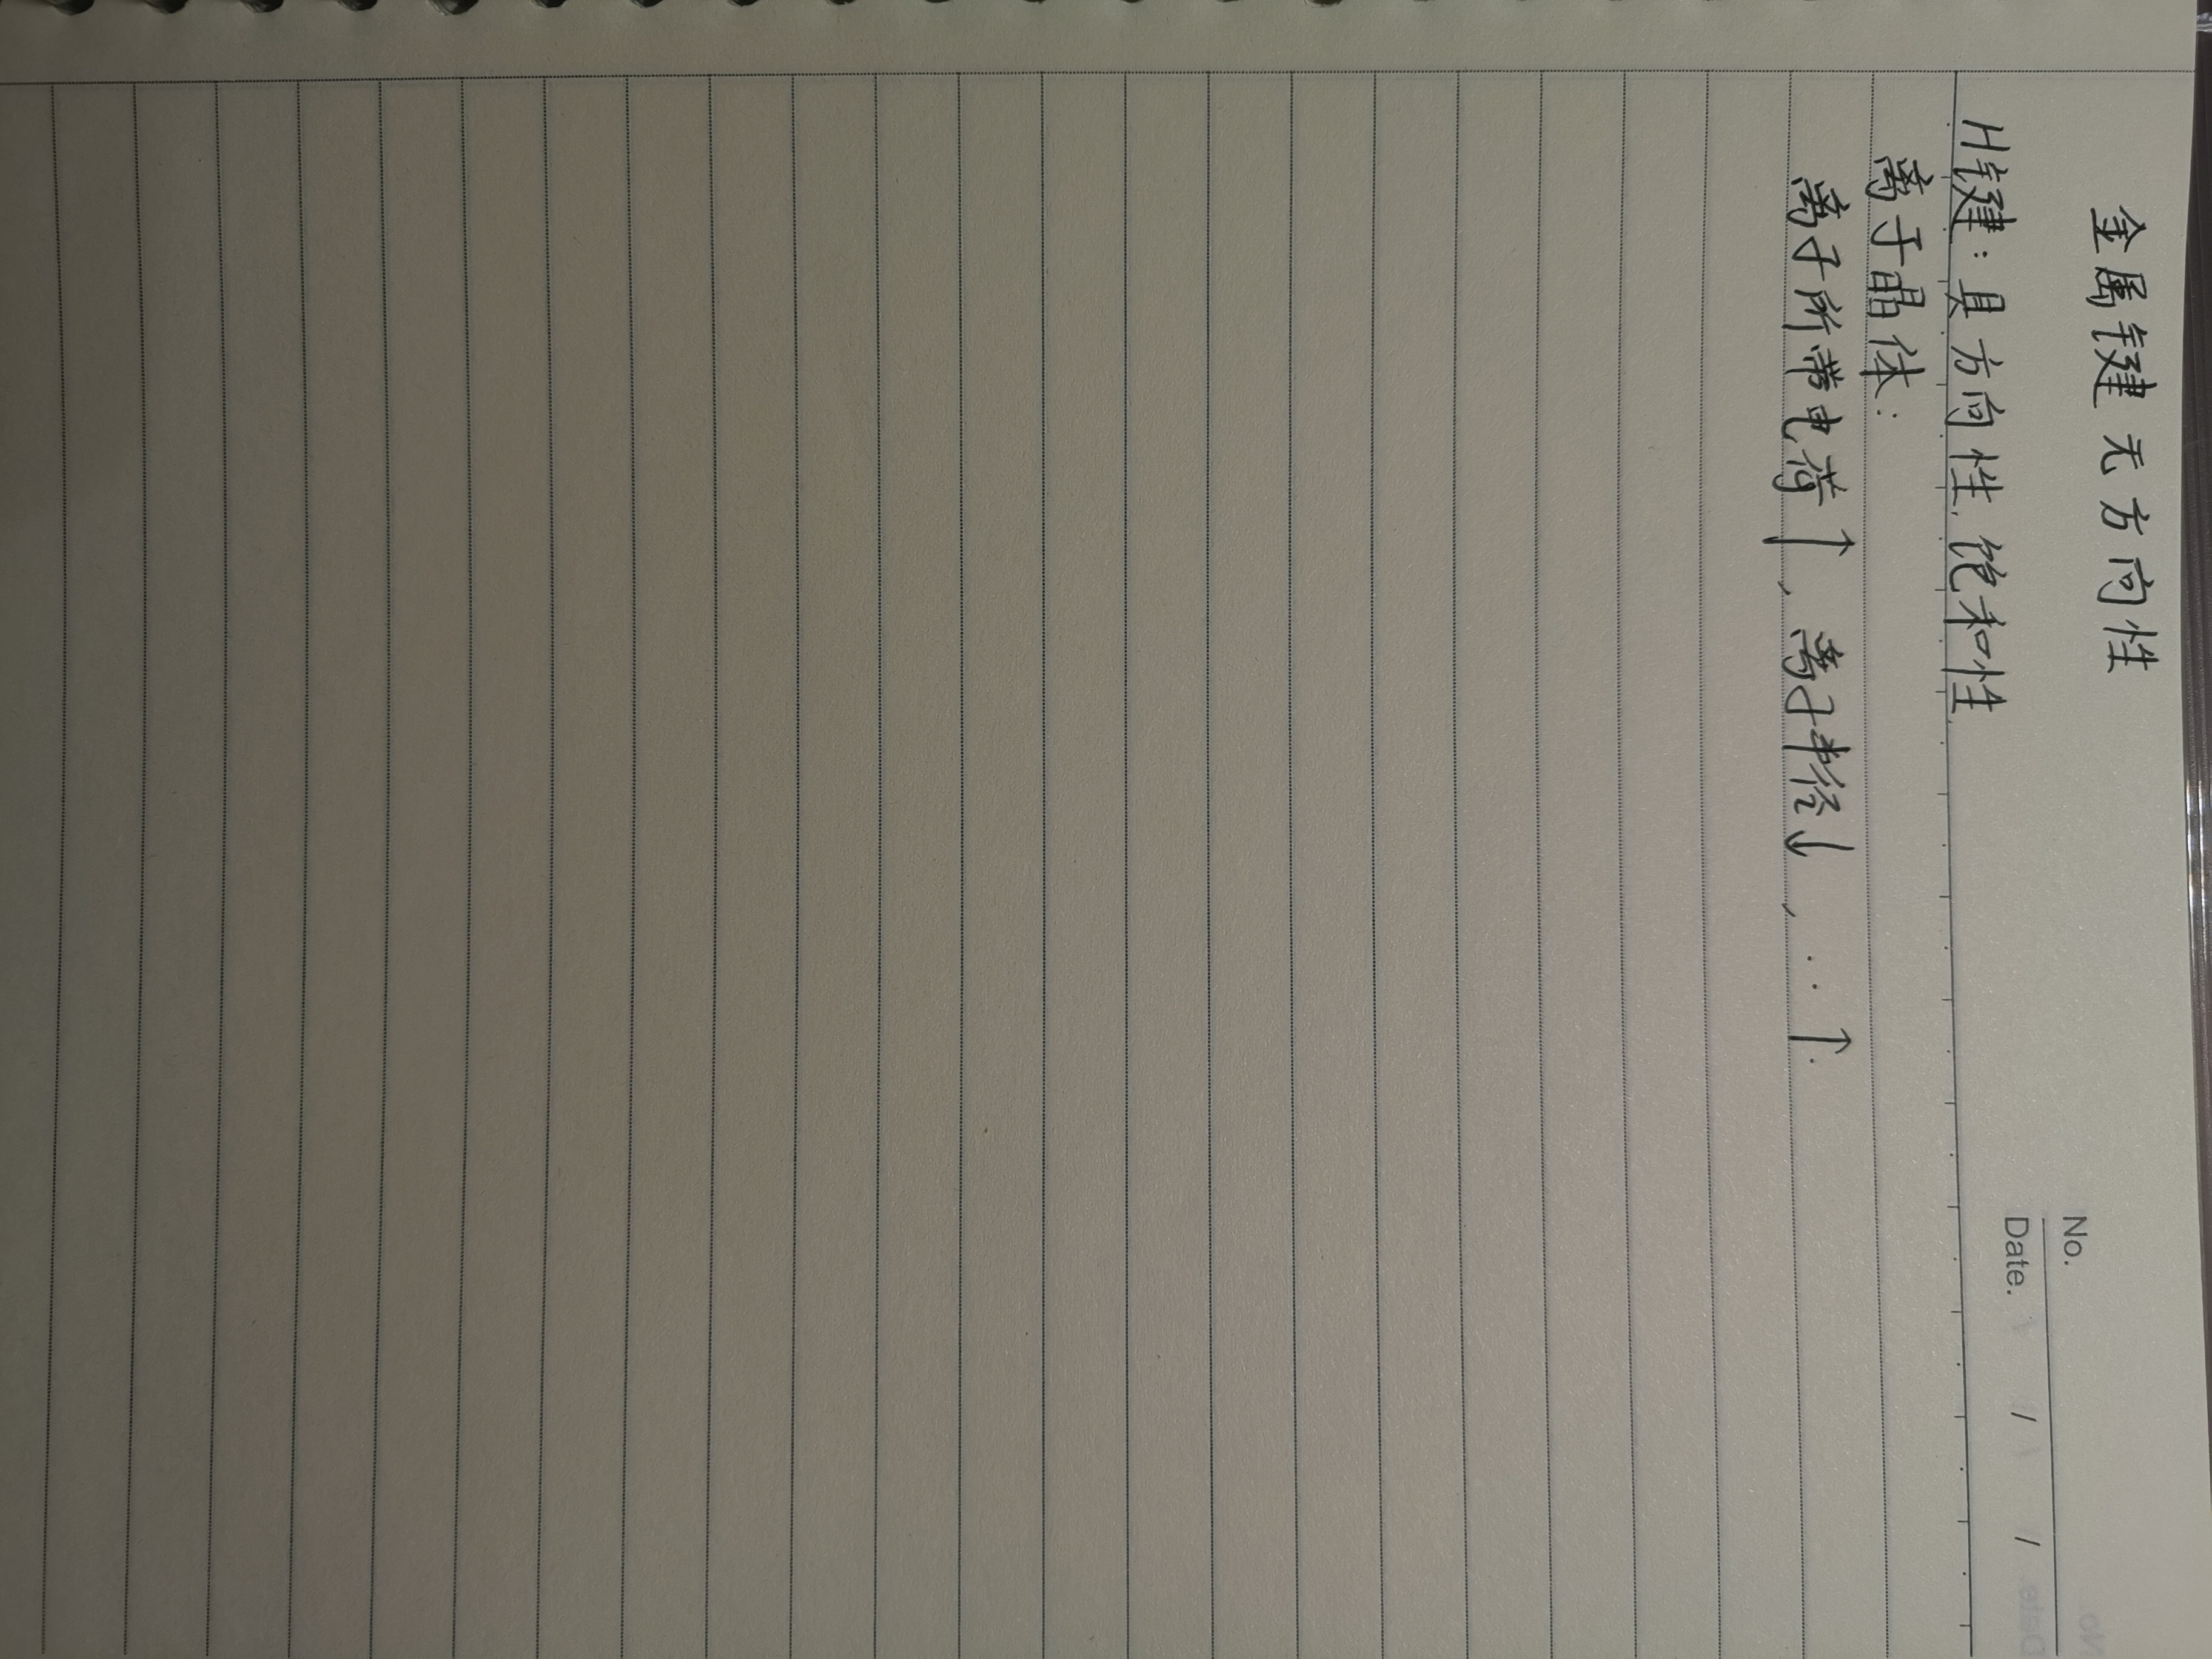 金属键 无方向性
No.
Date. / /
H键：具方向性.饱和性.
离子晶体：
离子所带电荷↑，离子半径↓，··↑.